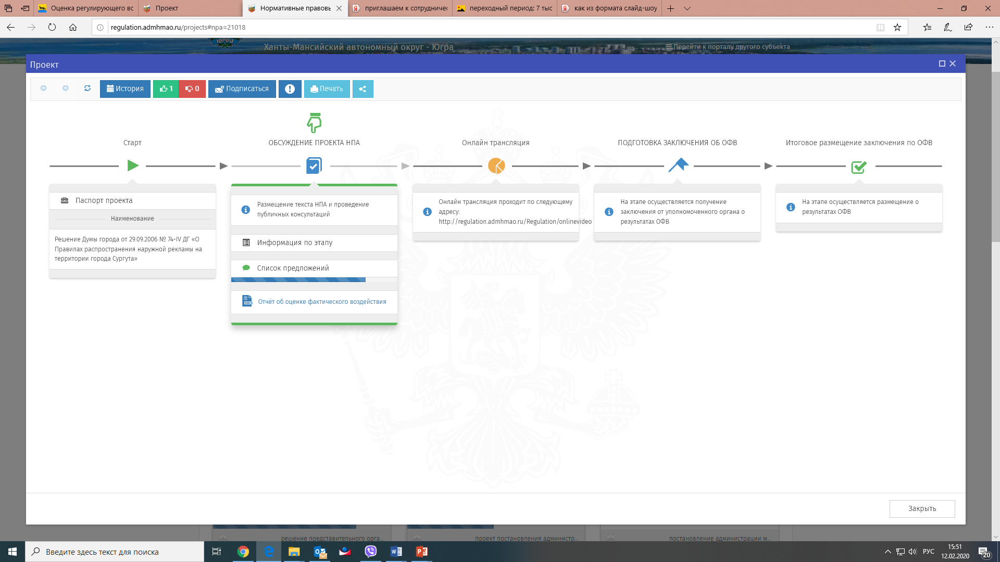 Оценка регулирующего вс
Проект
Нормативные правовь
приглашаем к сотрудничес
переходный период: 7 тыс
как из формата слайд-шоу
regulation.admhmao.ru/projects#npa=21018
Ханты-Мансийский автономный округ - Югра
Перейти к порталу другого субъекта
Проект
История
1
0
Подписаться
Печать
Старт
ОБСУЖДЕНИЕ ПРОЕКТА НПА
Онлайн трансляция
ПОДГОТОВКА ЗАКЛЮЧЕНИЯ ОБ ОФВ
Итоговое размещение заключения по ОФВ
Паспорт проекта
Наименование
Решение Думы города от 29.09.2006 № 74-IV ДГ «О
Правилах распространения наружной рекламы на
территории города Сургута»
Размещение текста НПА и проведение
публичных консультаций
Информация по этапу
Список предложений
Отчёт об оценке фактического воздействия
Онлайн трансляция проходит по следующему
адресу:
http://regulation.admhmao.ru/Regulation/onlinevideo
На этапе осуществляется получение
заключения от уполномоченного органа о
результатах ОФВ
На этапе осуществляется размещение о
результатах ОФВ
Закрыть
решение представительного орга...
проект постановления администр...
постановление администрации м...
Введите здесь текст для поиска
РУС
15:51
12.02.2020
20